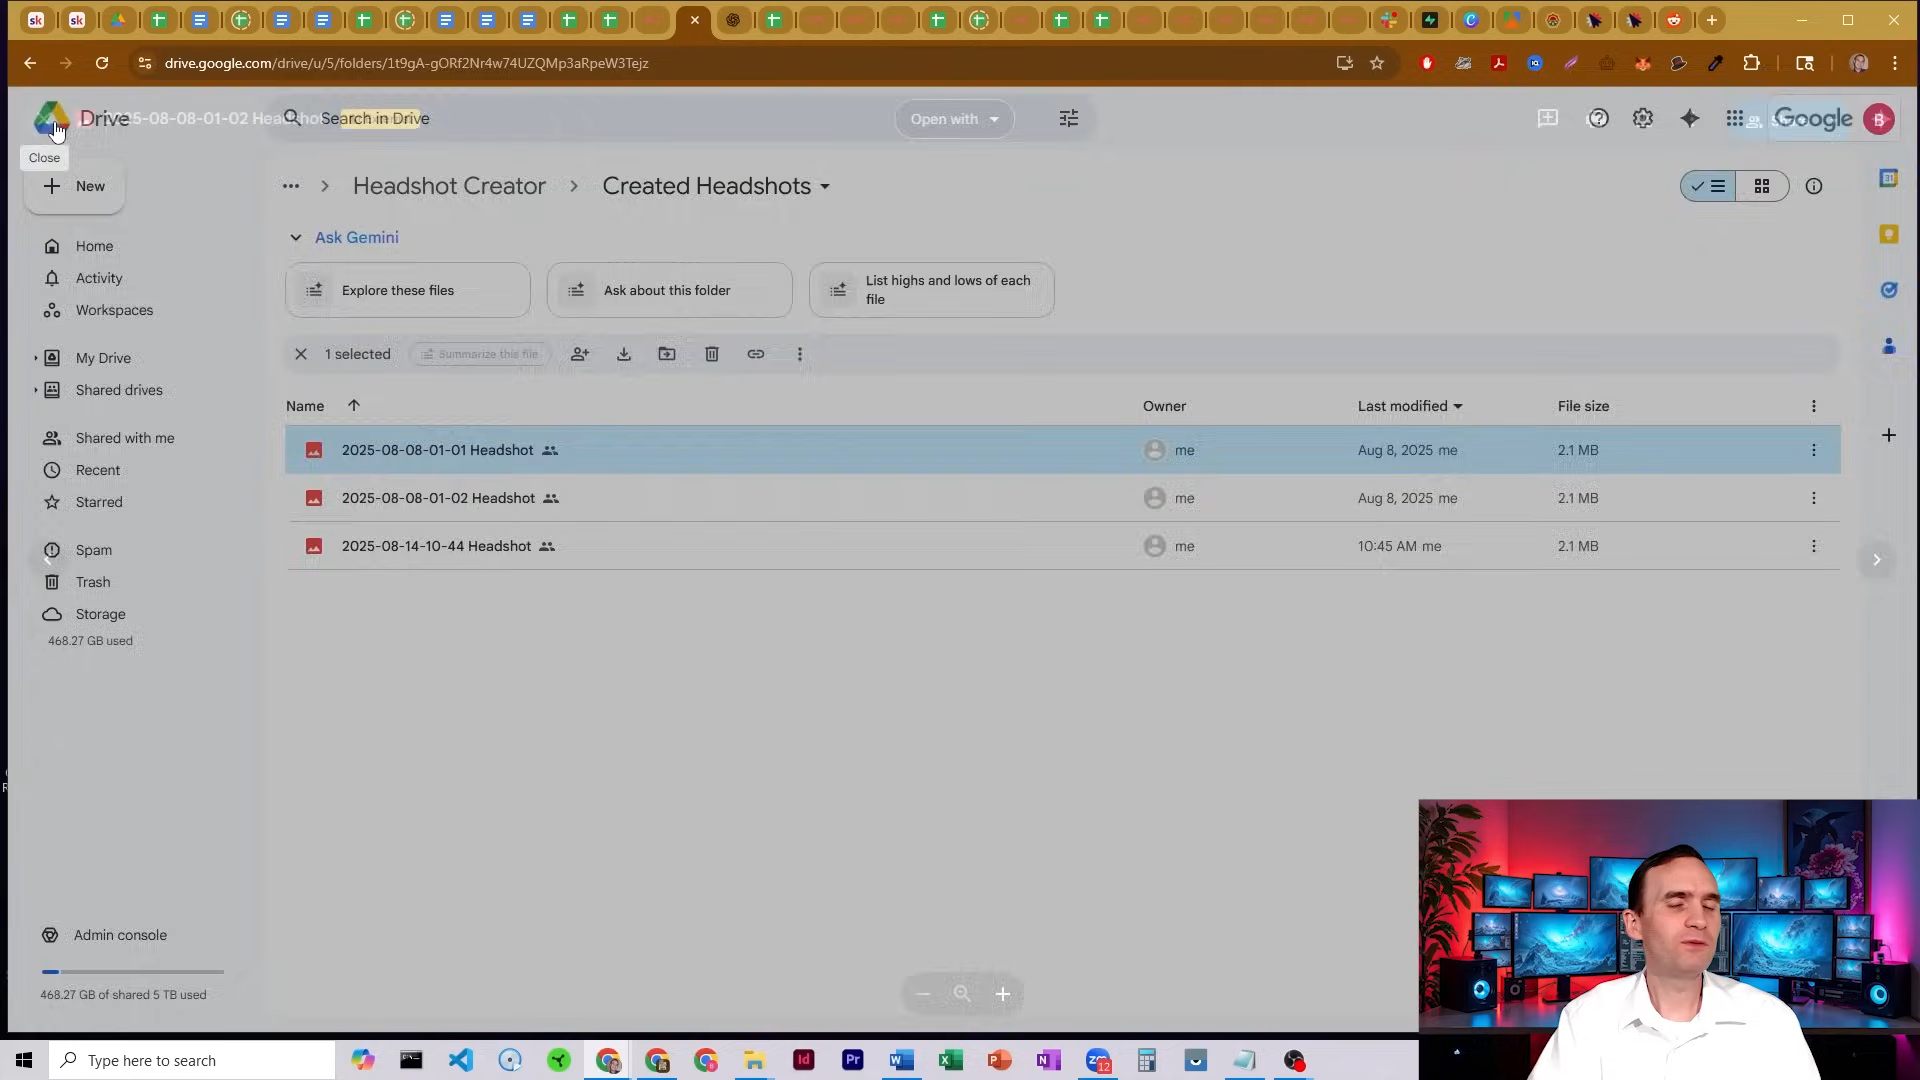 drive.google.com/drive/u/5/folders/1t9gA-gORf2Nr4w74UZQMp3aRpeW3Tejz
Drive
2025-08-08-01-02 Headshot
Search in Drive
Open with
Google
B
Close
New
Headshot Creator
Created Headshots
Ask Gemini
Home
Activity
Workspaces
Explore these files
Ask about this folder
List highs and lows of each
file
My Drive
Shared drives
1 selected
Summarize this file
Name
Owner
Last modified
File size
Shared with me
Recent
Starred
2025-08-08-01-01 Headshot
me
Aug 8, 2025 me
2.1 MB
2025-08-08-01-02 Headshot
me
Aug 8, 2025 me
2.1 MB
2025-08-14-10-44 Headshot
me
10:45 AM me
2.1 MB
Spam
Trash
Storage
468.27 GB used
Admin console
468.27 GB of shared 5 TB used
Type here to search